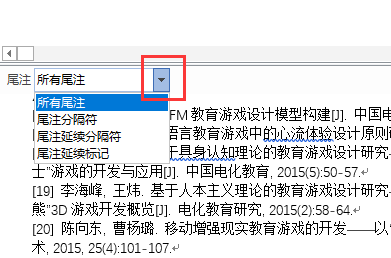 尾注 所有尾注
所有尾注
尾注分隔符
尾注延续分隔符
尾注延续标记
FM 教育游戏设计模型构建[J]. 中国电
语言教育游戏中的心流体验设计原则
于具身认知理论的教育游戏设计研究
士"游戏的开发与应用[J]. 中国电化教育, 2015(5):50-57.
[19] 李海峰, 王炜. 基于人本主义理论的教育游戏设计研究
熊"3D 游戏开发概览[J]. 电化教育研究, 2015(2):58-64.
[20] 陈向东, 曹杨璐. 移动增强现实教育游戏的开发——以"
术, 2015, 25(4):101-107.